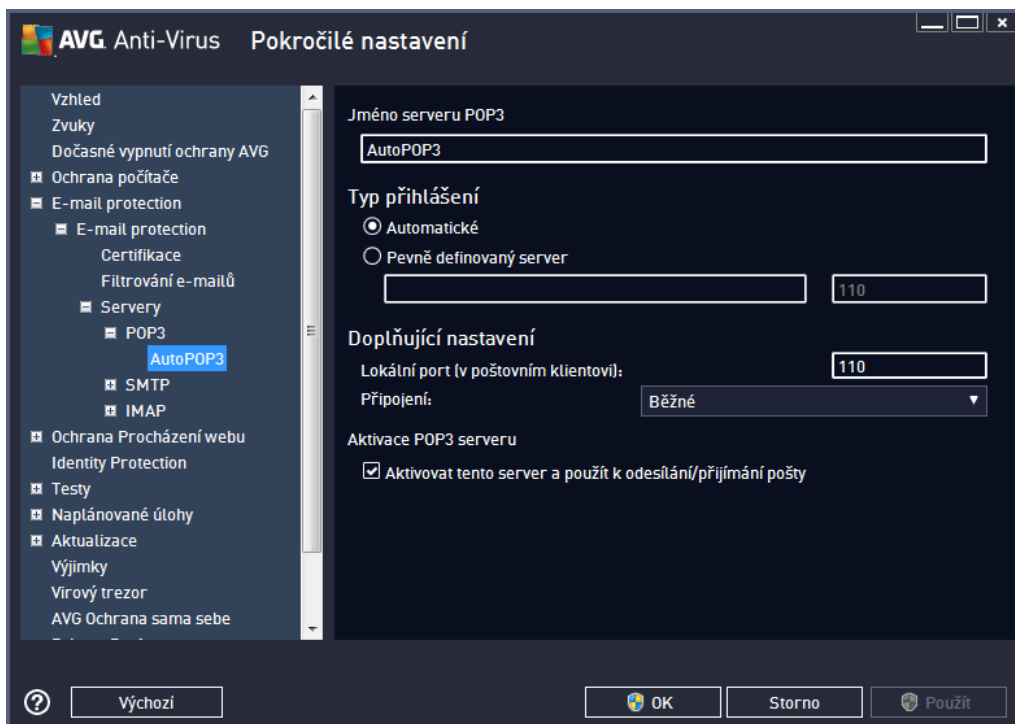 AVG Anti-Virus Pokročilé nastavení
Vzhled
Zvuky
Dočasné vypnutí ochrany AVG
Ochrana počítače
E-mail protection
E-mail protection
Certifikace
Filtrování e-mailů
Servery
POP3
AutoPOP3
SMTP
IMAP
Ochrana Procházení webu
Identity Protection
Testy
Naplánované úlohy
Aktualizace
Výjimky
Virový trezor
AVG Ochrana sama sebe
Jméno serveru POP3
AutoPOP3
Typ přihlášení
Automatické
Pevně definovaný server
110
Doplňující nastavení
Lokální port (v poštovním klientovi): 110
Připojení: Běžné
Aktivace POP3 serveru
Aktivovat tento server a použít k odesílání/přijímání pošty
Výchozí OK Storno Použít